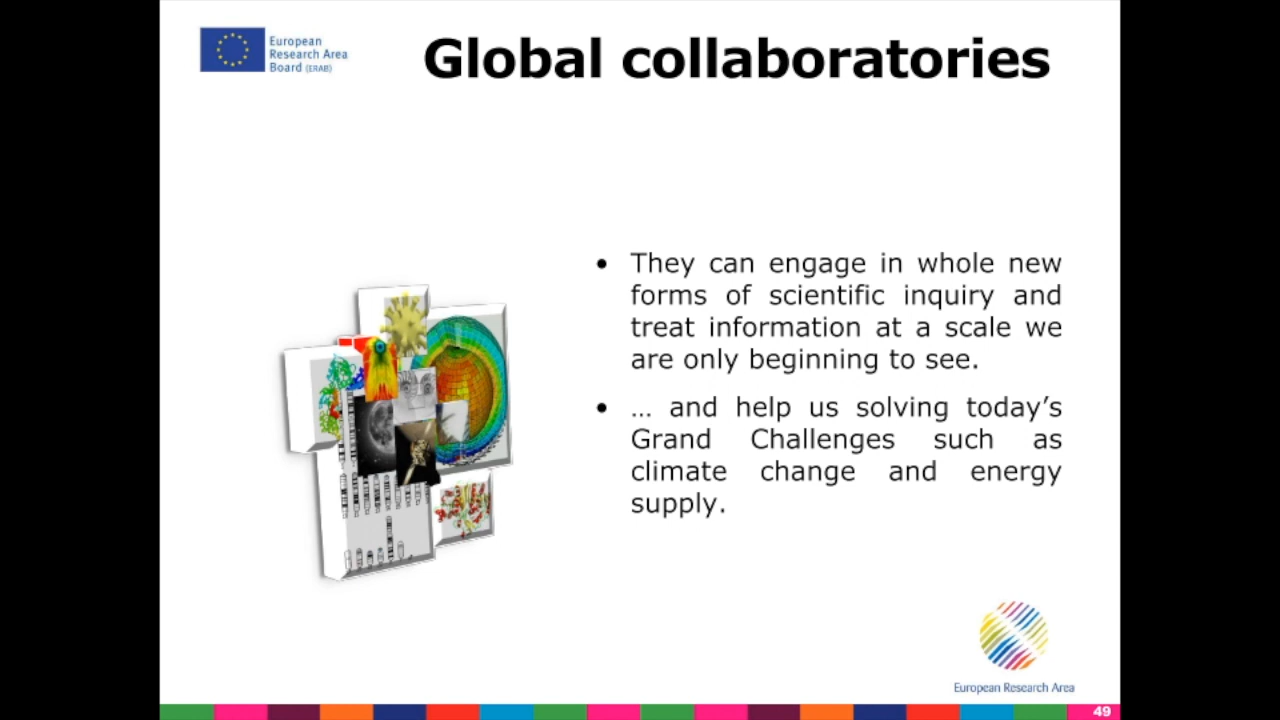 European
Research Area
Board (ERAB)
Global collaboratories
• They can engage in whole new
forms of scientific inquiry and
treat information at a scale we
are only beginning to see.
• … and help us solving today’s
Grand Challenges such as
climate change and energy
supply.
European Research Area
49